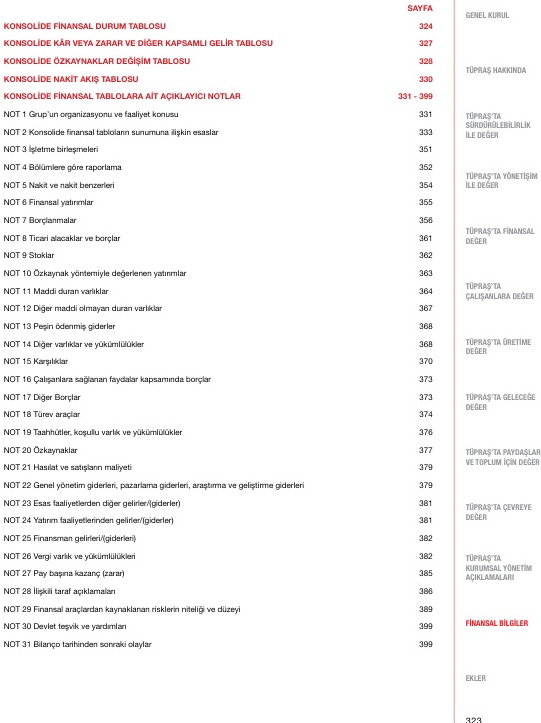 SAYFA
KONSOLİDE FİNANSAL DURUM TABLOSU 324
KONSOLİDE KÂR VEYA ZARAR VE DİĞER KAPSAMLI GELİR TABLOSU 327
KONSOLİDE ÖZKAYNAKLAR DEĞİŞİM TABLOSU 328
KONSOLİDE NAKİT AKIŞ TABLOSU 330
KONSOLİDE FİNANSAL TABLOLARA AİT AÇIKLAYICI NOTLAR 331 - 399
NOT 1 Grup'un organizasyonu ve faaliyet konusu 331
NOT 2 Konsolide finansal tabloların sunumuna ilişkin esaslar 333
NOT 3 İşletme birleşmeleri 351
NOT 4 Bölümlere göre raporlama 352
NOT 5 Nakit ve nakit benzerleri 354
NOT 6 Finansal yatırımlar 355
NOT 7 Borçlanmalar 356
NOT 8 Ticari alacaklar ve borçlar 361
NOT 9 Stoklar 362
NOT 10 Özkaynak yöntemiyle değerlenen yatırımlar 363
NOT 11 Maddi duran varlıklar 364
NOT 12 Diğer maddi olmayan duran varlıklar 367
NOT 13 Peşin ödenmiş giderler 368
NOT 14 Diğer varlıklar ve yükümlülükler 368
NOT 15 Karşılıklar 370
NOT 16 Çalışanlara sağlanan faydalar kapsamında borçlar 373
NOT 17 Diğer Borçlar 373
NOT 18 Türev araçlar 374
NOT 19 Taahhütler, koşullu varlık ve yükümlülükler 376
NOT 20 Özkaynaklar 377
NOT 21 Hasılat ve satışların maliyeti 379
NOT 22 Genel yönetim giderleri, pazarlama giderleri, araştırma ve geliştirme giderleri 379
NOT 23 Esas faaliyetlerden diğer gelirler/(giderler) 381
NOT 24 Yatırım faaliyetlerinden gelirler/(giderler) 381
NOT 25 Finansman gelirleri/(giderleri) 382
NOT 26 Vergi varlık ve yükümlülükleri 382
NOT 27 Pay başına kazanç (zarar) 385
NOT 28 İlişkili taraf açıklamaları 386
NOT 29 Finansal araçlardan kaynaklanan risklerin niteliği ve düzeyi 389
NOT 30 Devlet teşvik ve yardımları 399
NOT 31 Bilanço tarihinden sonraki olaylar 399
GENEL KURUL
TÜPRAŞ HAKKINDA
TÜPRAŞ'TA
SÜRDÜRÜLEBİLİRLİK
İLE DEĞER
TÜPRAŞ'TA YÖNETİŞİM
İLE DEĞER
TÜPRAŞ'TA FİNANSAL
DEĞER
TÜPRAŞ'TA
ÇALIŞANLARA DEĞER
TÜPRAŞ'TA ÜRETİME
DEĞER
TÜPRAŞ'TA GELECEĞE
DEĞER
TÜPRAŞ'TA PAYDAŞLAR
VE TOPLUM İÇİN DEĞER
TÜPRAŞ'TA ÇEVREYE
DEĞER
TÜPRAŞ'TA
KURUMSAL YÖNETİM
AÇIKLAMALARI
FİNANSAL BİLGİLER
EKLER
323